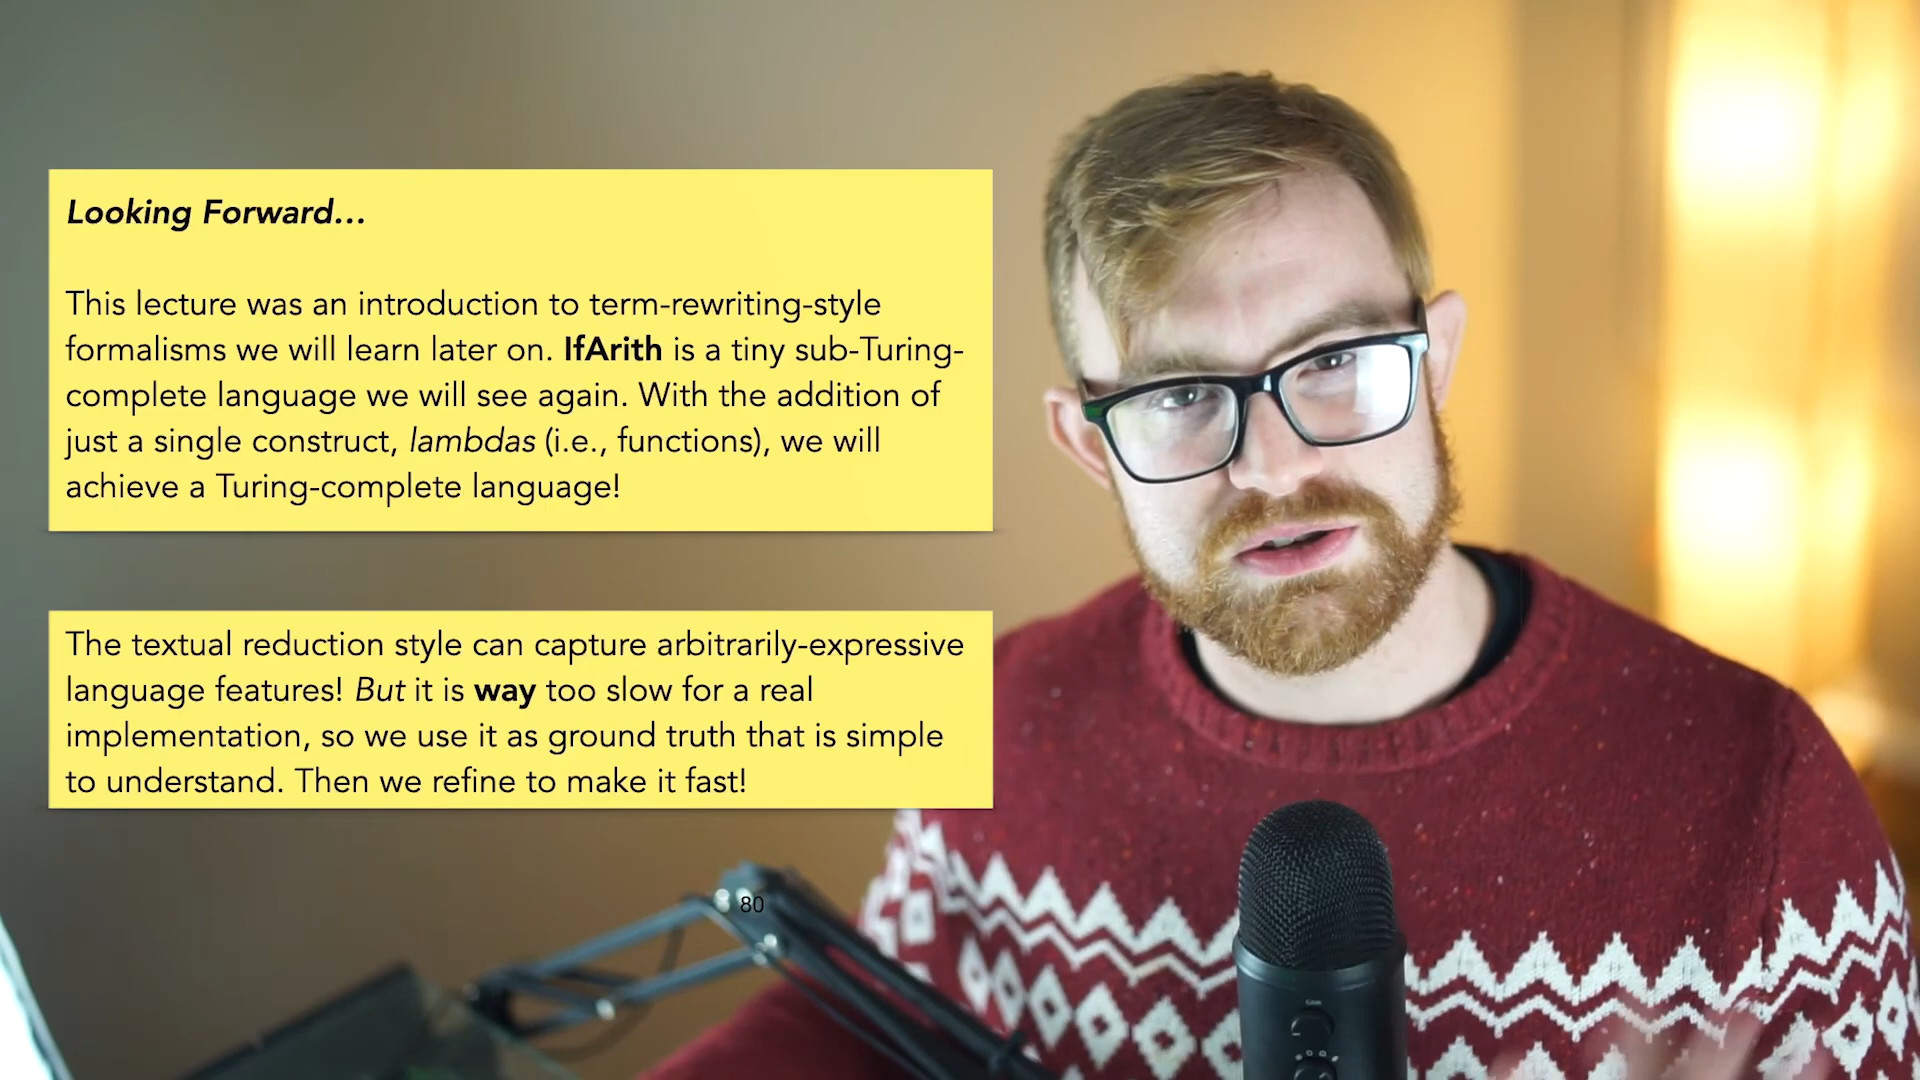 Looking Forward…
This lecture was an introduction to term-rewriting-style
formalisms we will learn later on. IfArith is a tiny sub-Turing-
complete language we will see again. With the addition of
just a single construct, lambdas (i.e., functions), we will
achieve a Turing-complete language!
The textual reduction style can capture arbitrarily-expressive
language features! But it is way too slow for a real
implementation, so we use it as ground truth that is simple
to understand. Then we refine to make it fast!
80